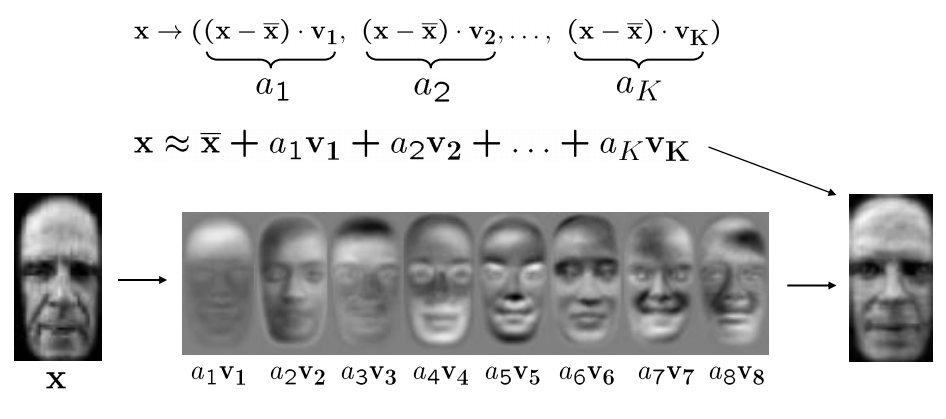 x → ((x − x̅) · v₁, (x − x̅) · v₂, . . . , (x − x̅) · v_K)
a₁ a₂ a_K
x ≈ x̅ + a₁v₁ + a₂v₂ + . . . + a_Kv_K
x
a₁v₁ a₂v₂ a₃v₃ a₄v₄ a₅v₅ a₆v₆ a₇v₇ a₈v₈